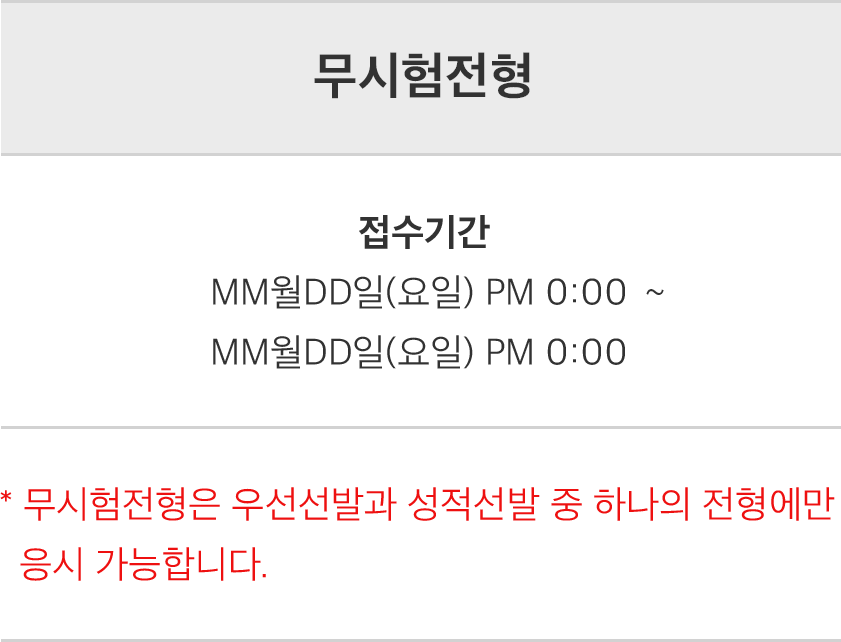 무시험전형
접수기간
MM월DD일(요일) PM 0:00 ~
MM월DD일(요일) PM 0:00
* 무시험전형은 우선선발과 성적선발 중 하나의 전형에만
응시 가능합니다.